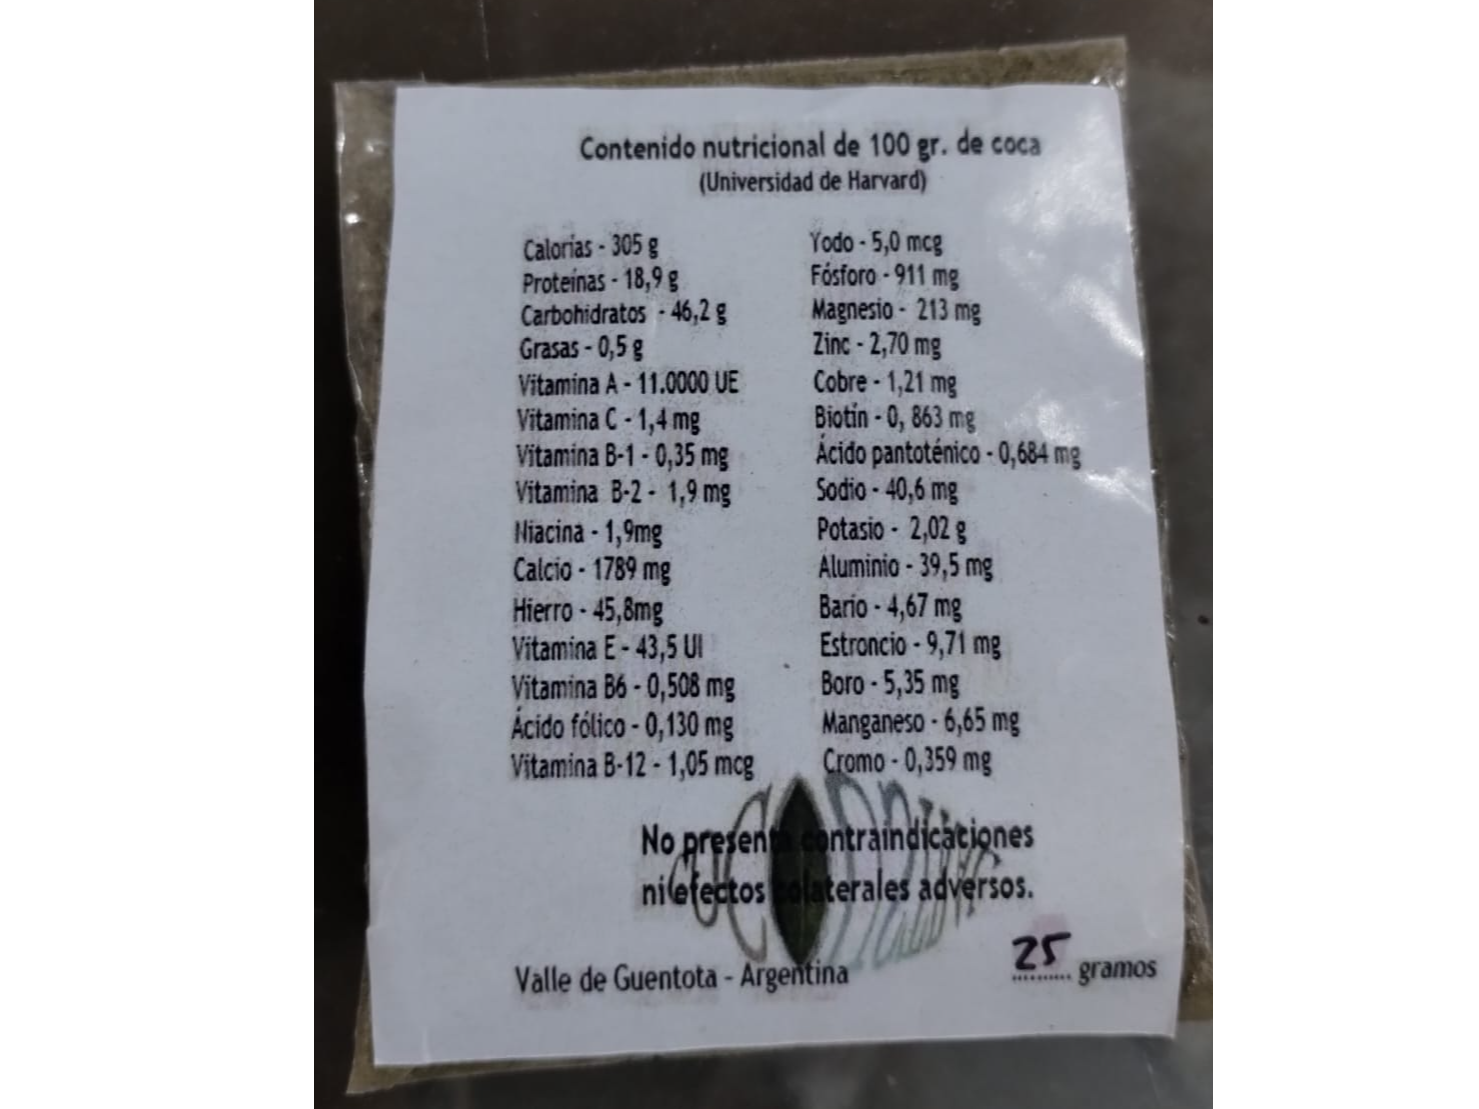 Contenido nutricional de 100 gr. de coca
(Universidad de Harvard)
Calorías - 305 g
Proteínas - 18,9 g
Carbohidratos - 46,2 g
Grasas - 0,5 g
Vitamina A - 11.0000 UE
Vitamina C - 1,4 mg
Vitamina B-1 - 0,35 mg
Vitamina B-2 - 1,9 mg
Niacina - 1,9mg
Calcio - 1789 mg
Hierro - 45,8mg
Vitamina E - 43,5 UI
Vitamina B6 - 0,508 mg
Ácido fólico - 0,130 mg
Vitamina B-12 - 1,05 mcg
Yodo - 5,0 mcg
Fósforo - 911 mg
Magnesio - 213 mg
Zinc - 2,70 mg
Cobre - 1,21 mg
Biotin - 0, 863 mg
Ácido pantoténico - 0,684 mg
Sodio - 40,6 mg
Potasio - 2,02 g
Aluminio - 39,5 mg
Bario - 4,67 mg
Estroncio - 9,71 mg
Boro - 5,35 mg
Manganeso - 6,65 mg
Cromo - 0,359 mg
No presenta contraindicaciones
ni efectos colaterales adversos.
Valle de Guentota - Argentina
25 gramos